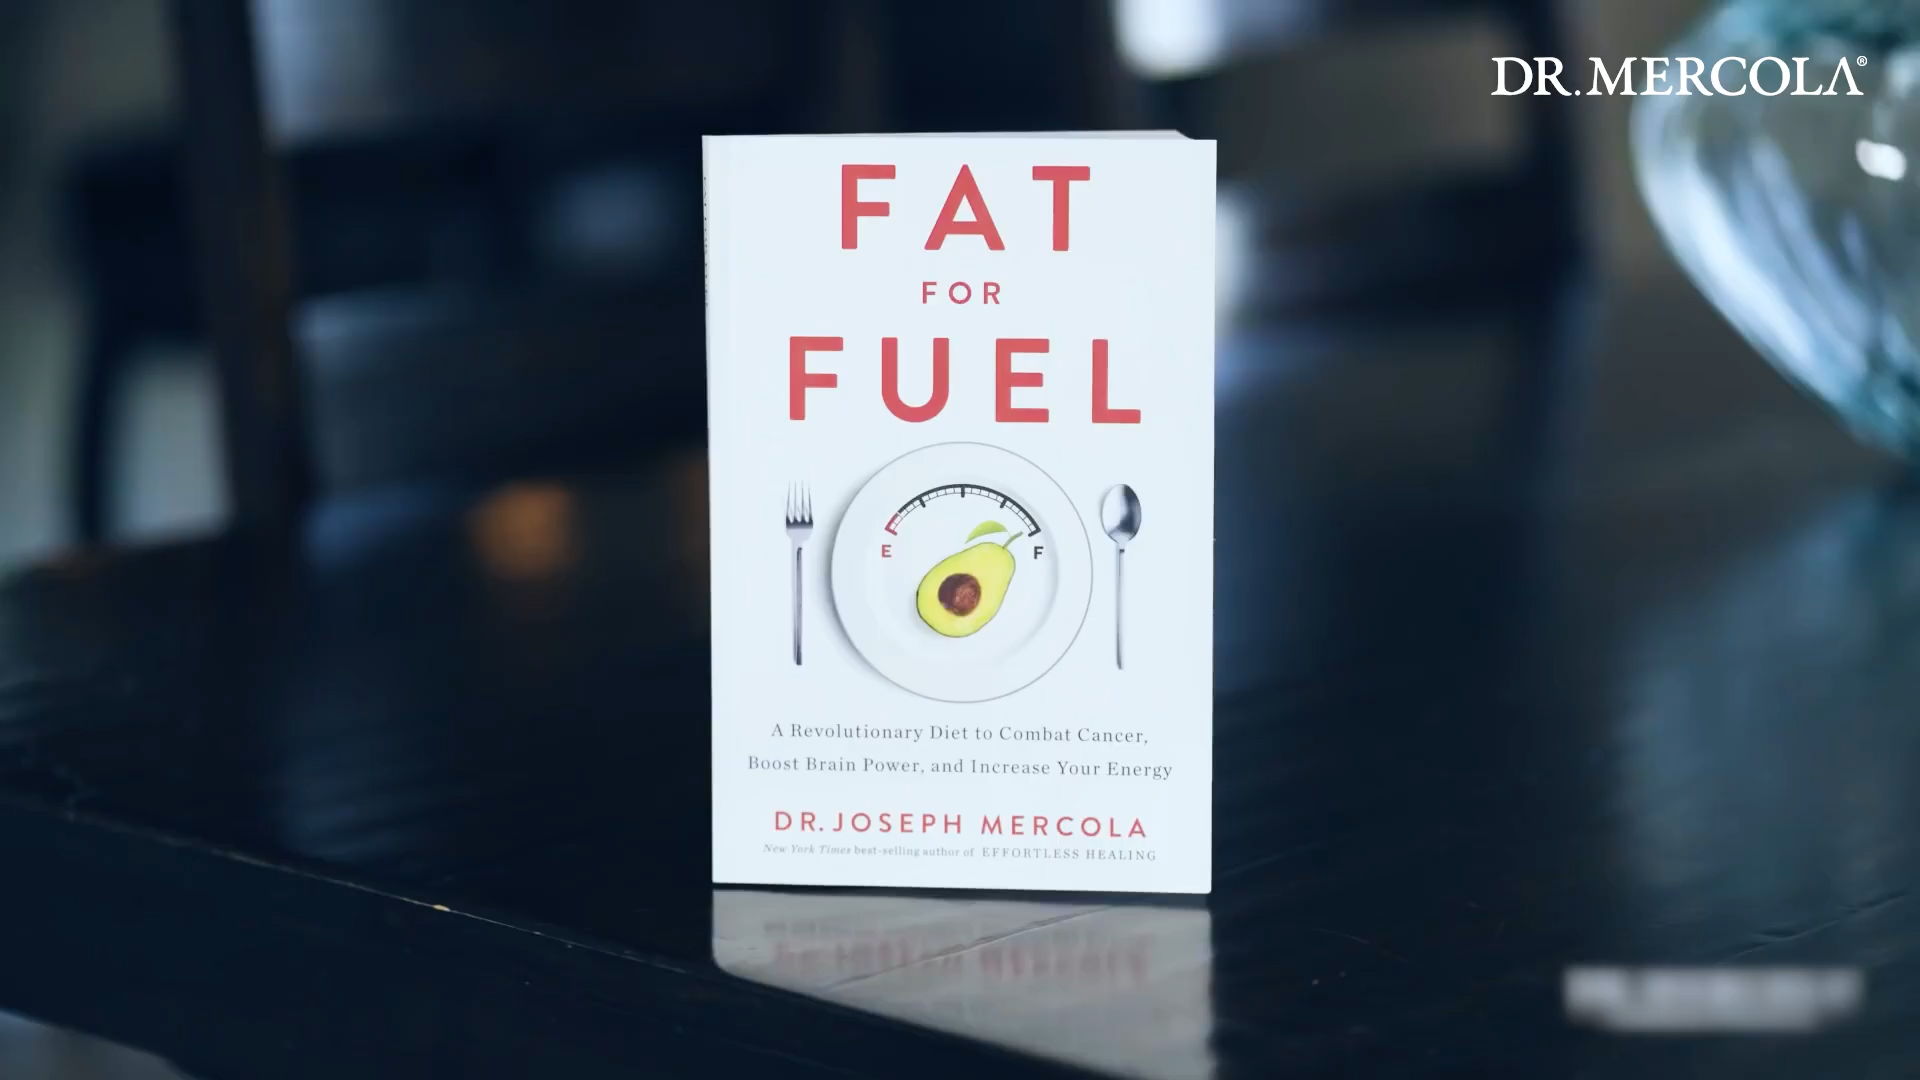 DR. MERCOLA®
FAT
FOR
FUEL
E F
A Revolutionary Diet to Combat Cancer,
Boost Brain Power, and Increase Your Energy
DR. JOSEPH MERCOLA
New York Times best-selling author of EFFORTLESS HEALING